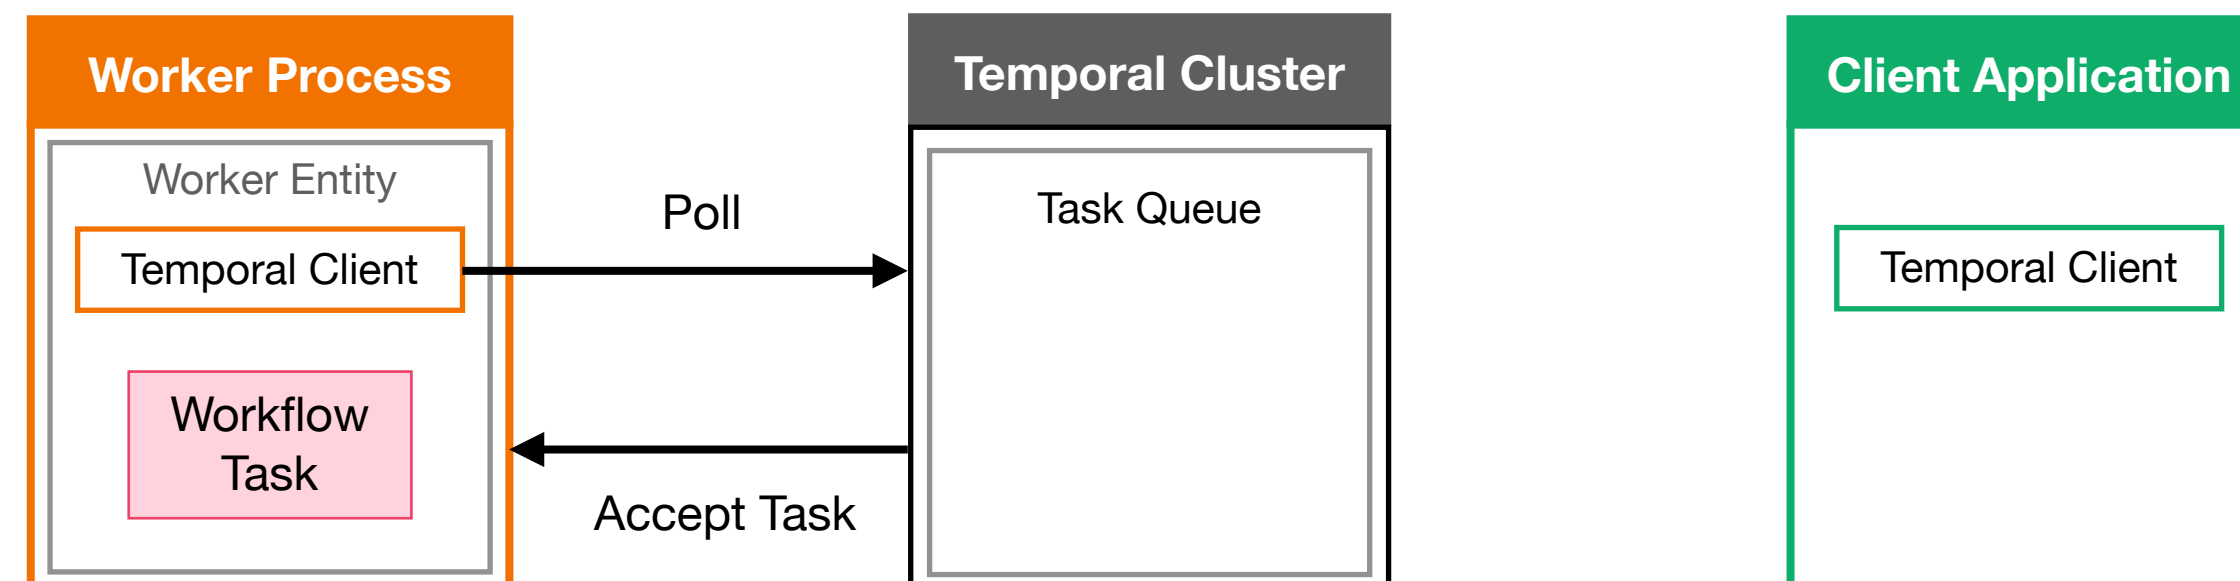 Worker Process
Worker Entity
Temporal Client
Workflow
Task
Poll
Accept Task
Temporal Cluster
Task Queue
Client Application
Temporal Client